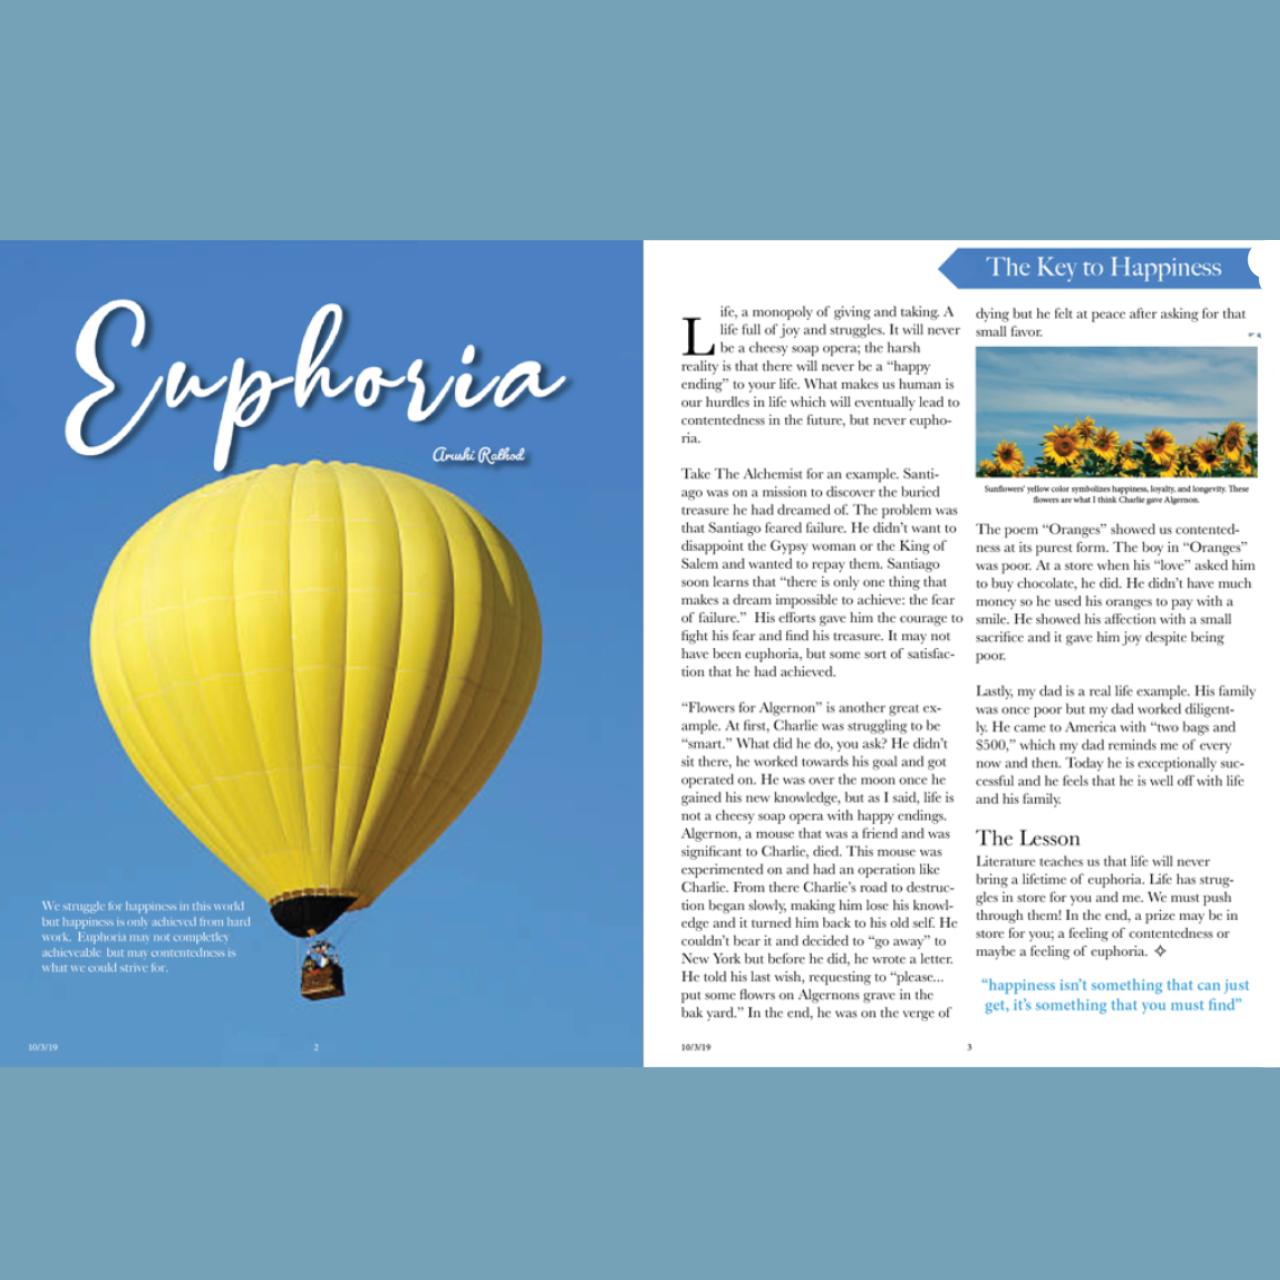 Euphoria
Arushi Rathod
We struggle for happiness in this world
but happiness is only achieved from hard
work. Euphoria may not completley
achieveable but may contentedness is
what we could strive for.
10/3/19
2
The Key to Happiness
Life, a monopoly of giving and taking. A
life full of joy and struggles. It will never
be a cheesy soap opera; the harsh
reality is that there will never be a “happy
ending” to your life. What makes us human is
our hurdles in life which will eventually lead to
contentedness in the future, but never eupho-
ria.
Take The Alchemist for an example. Santi-
ago was on a mission to discover the buried
treasure he had dreamed of. The problem was
that Santiago feared failure. He didn’t want to
disappoint the Gypsy woman or the King of
Salem and wanted to repay them. Santiago
soon learns that “there is only one thing that
makes a dream impossible to achieve: the fear
of failure.” His efforts gave him the courage to
fight his fear and find his treasure. It may not
have been euphoria, but some sort of satisfac-
tion that he had achieved.
“Flowers for Algernon” is another great ex-
ample. At first, Charlie was struggling to be
“smart.” What did he do, you ask? He didn’t
sit there, he worked towards his goal and got
operated on. He was over the moon once he
gained his new knowledge, but as I said, life is
not a cheesy soap opera with happy endings.
Algernon, a mouse that was a friend and was
significant to Charlie, died. This mouse was
experimented on and had an operation like
Charlie. From there Charlie’s road to destruc-
tion began slowly, making him lose his knowl-
edge and it turned him back to his old self. He
couldn’t bear it and decided to “go away” to
New York but before he did, he wrote a letter.
He told his last wish, requesting to “please...
put some flowrs on Algernons grave in the
bak yard.” In the end, he was on the verge of
dying but he felt at peace after asking for that
small favor.
Sunflowers’ yellow color symbolizes happiness, loyalty, and longevity. These
flowers are what I think Charlie gave Algernon.
The poem “Oranges” showed us contented-
ness at its purest form. The boy in “Oranges”
was poor. At a store when his “love” asked him
to buy chocolate, he did. He didn’t have much
money so he used his oranges to pay with a
smile. He showed his affection with a small
sacrifice and it gave him joy despite being
poor.
Lastly, my dad is a real life example. His family
was once poor but my dad worked diligent-
ly. He came to America with “two bags and
$500,” which my dad reminds me of every
now and then. Today he is exceptionally suc-
cessful and he feels that he is well off with life
and his family.
The Lesson
Literature teaches us that life will never
bring a lifetime of euphoria. Life has strug-
gles in store for you and me. We must push
through them! In the end, a prize may be in
store for you; a feeling of contentedness or
maybe a feeling of euphoria.
“happiness isn’t something that can just
get, it’s something that you must find”
10/3/19
3